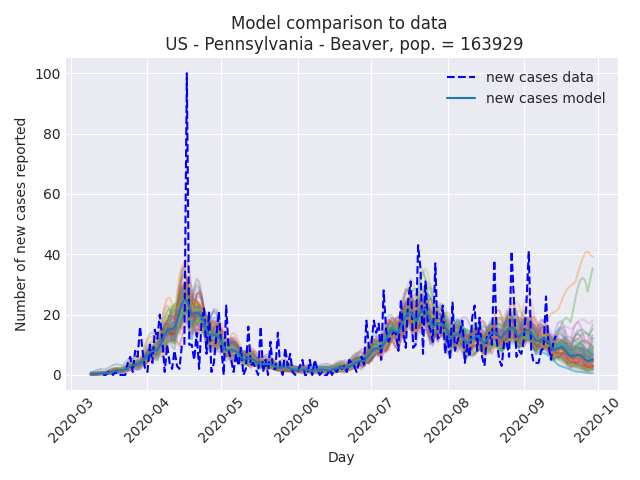 Model comparison to data
US - Pennsylvania - Beaver, pop. = 163929
new cases data
new cases model
Number of new cases reported
100
80
60
40
20
0
2020-03
2020-04
2020-05
2020-06
2020-07
2020-08
2020-09
2020-10
Day